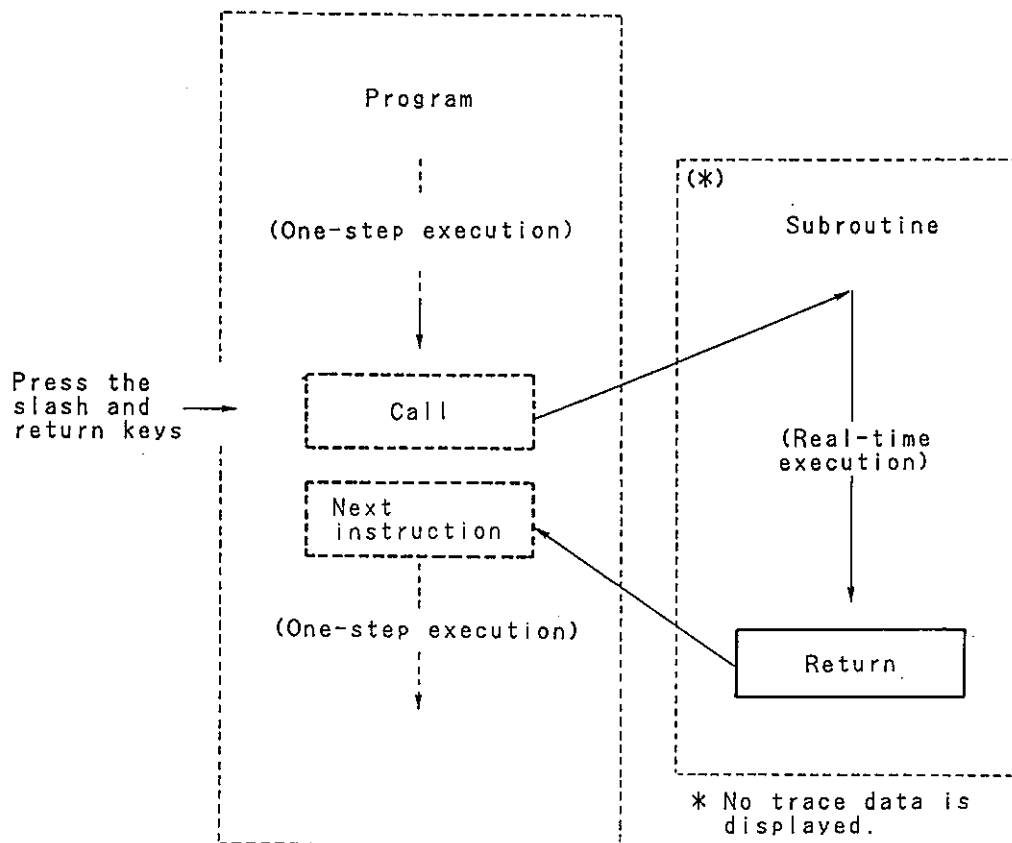 Program
(One-step execution)
Press the
slash and
return keys
Call
Next
instruction
(One-step execution)
(*)
Subroutine
(Real-time
execution)
Return
* No trace data is
displayed.